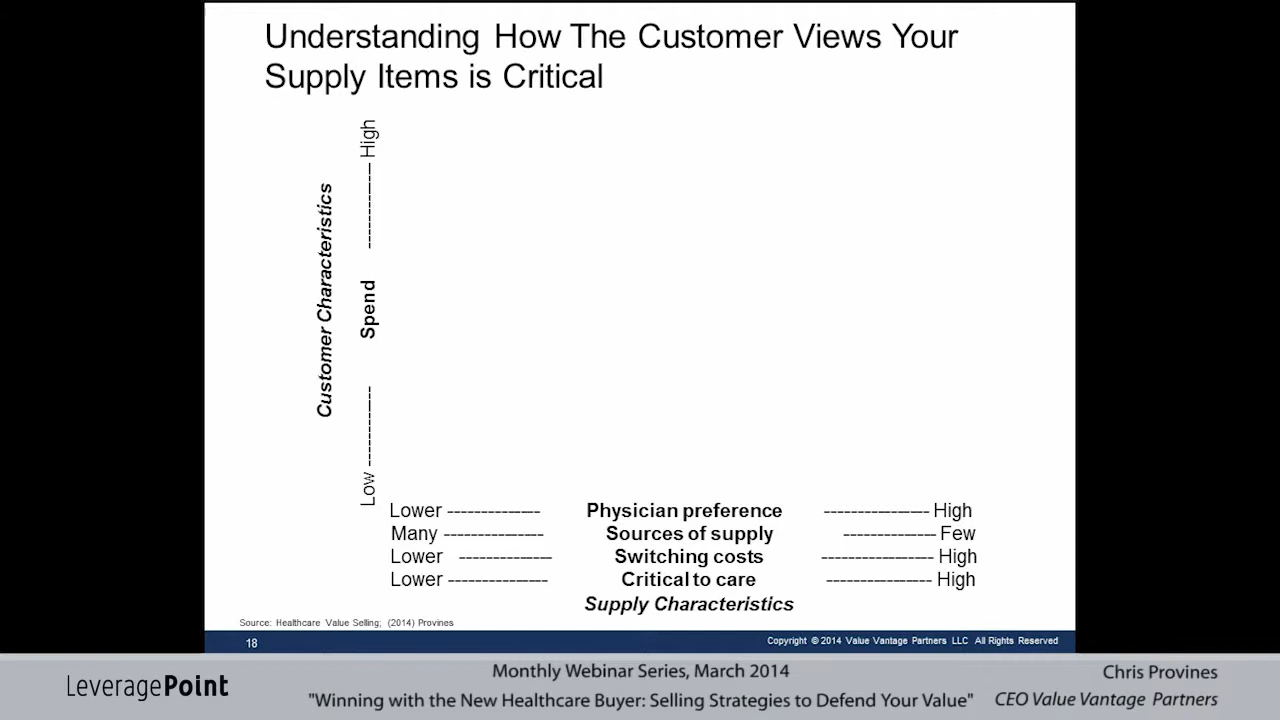 Understanding How The Customer Views Your
Supply Items is Critical
Customer Characteristics
Low -------------- Spend -------------- High
Lower -------------- Physician preference ---------------- High
Many --------------- Sources of supply -------------- Few
Lower -------------- Switching costs ---------------- High
Lower --------------- Critical to care ---------------- High
Supply Characteristics
Source: Healthcare Value Selling; (2014) Provines
18
Copyright © 2014 Value Vantage Partners LLC All Rights Reserved
LeveragePoint
Monthly Webinar Series, March 2014
"Winning with the New Healthcare Buyer: Selling Strategies to Defend Your Value"
Chris Provines
CEO Value Vantage Partners